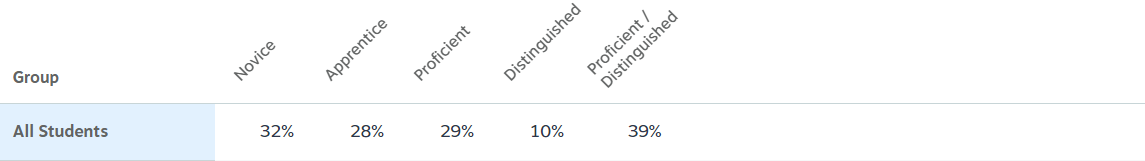 Group Novice Apprentice Proficient Distinguished Proficient /
Distinguished
All Students 32% 28% 29% 10% 39%